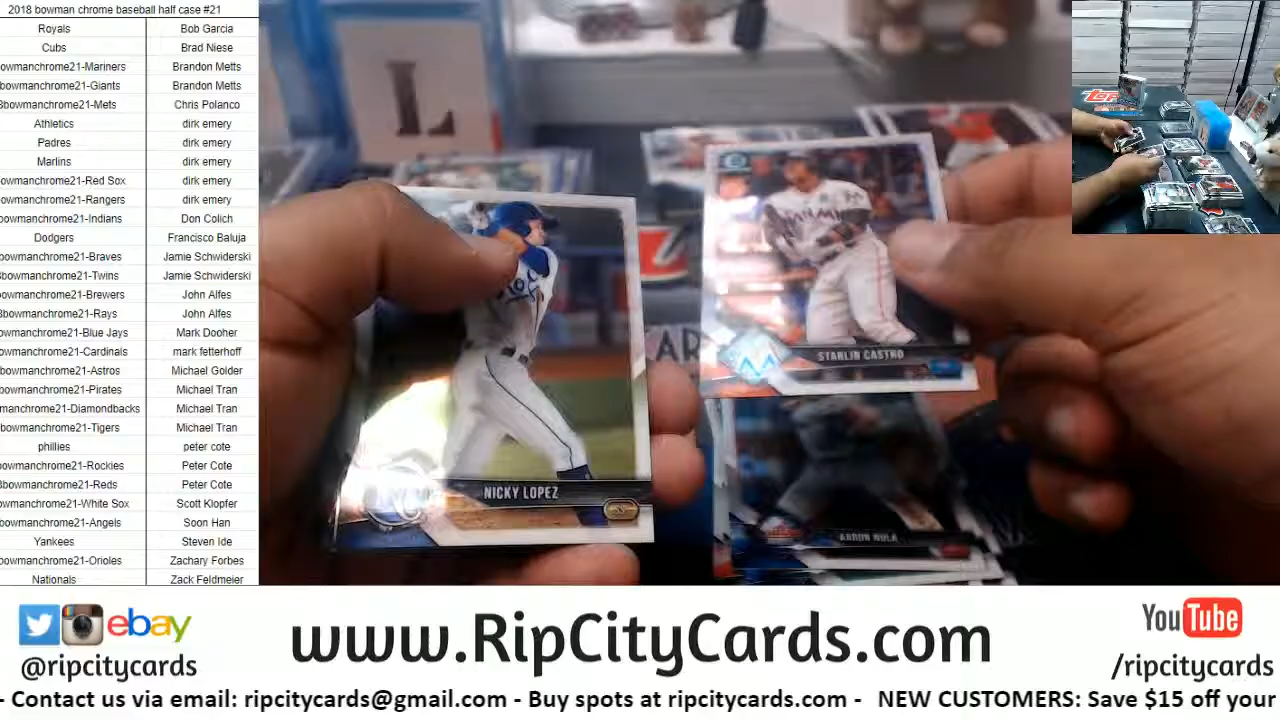 2018 bowman chrome baseball half case #21
Royals Bob Garcia
Cubs Brad Niese
owmanchrome21-Mariners Brandon Metts
bowmanchrome21-Giants Brandon Metts
8bowmanchrome21-Mets Chris Polanco
Athletics dirk emery
Padres dirk emery
Marlins dirk emery
owmanchrome21-Red Sox dirk emery
owmanchrome21-Rangers dirk emery
owmanchrome21-Indians Don Colich
Dodgers Francisco Baluja
owmanchrome21-Braves Jamie Schwiderski
bowmanchrome21-Twins Jamie Schwiderski
owmanchrome21-Brewers John Alfes
8bowmanchrome21-Rays John Alfes
owmanchrome21-Blue Jays Mark Dooher
owmanchrome21-Cardinals mark fetterhoff
bowmanchrome21-Astros Michael Golder
owmanchrome21-Pirates Michael Tran
manchrome21-Diamondbacks Michael Tran
bowmanchrome21-Tigers Michael Tran
phillies peter cote
owmanchrome21-Rockies Peter Cote
8bowmanchrome21-Reds Peter Cote
owmanchrome21-White Sox Scott Klopfer
owmanchrome21-Angels Soon Han
Yankees Steven Ide
owmanchrome21-Orioles Zachary Forbes
Nationals Zack Feldmeier
L
STARLIN CASTRO
NICKY LOPEZ
SS
AARON NOLA
ebay
@ripcitycards
www.RipCityCards.com
YouTube
/ripcitycards
- Contact us via email: ripcitycards@gmail.com - Buy spots at ripcitycards.com - NEW CUSTOMERS: Save $15 off your